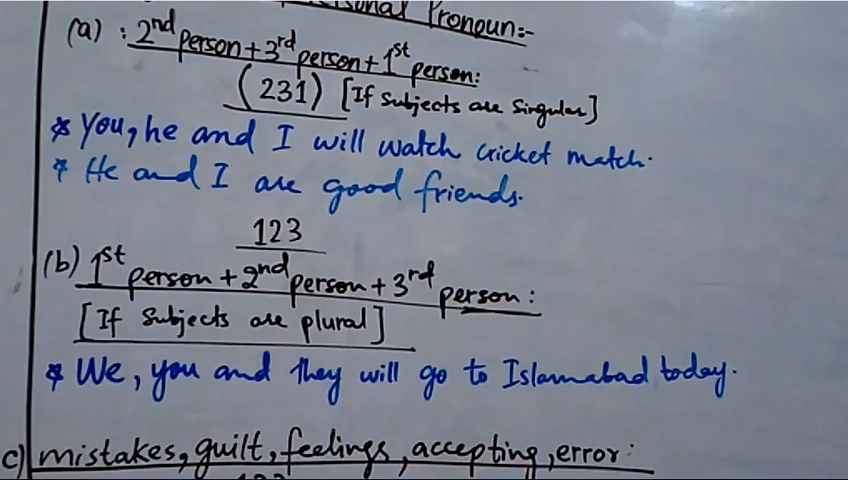 Pronoun:-
(a) : 2nd person + 3rd person + 1st person:
(231) [If Subjects are Singular]
* You, he and I will watch cricket match.
* He and I are good friends.
123
(b) 1st person + 2nd person + 3rd person :
[If Subjects are plural]
* We, you and they will go to Islamabad today.
c) mistakes, guilt, feelings, accepting, error: